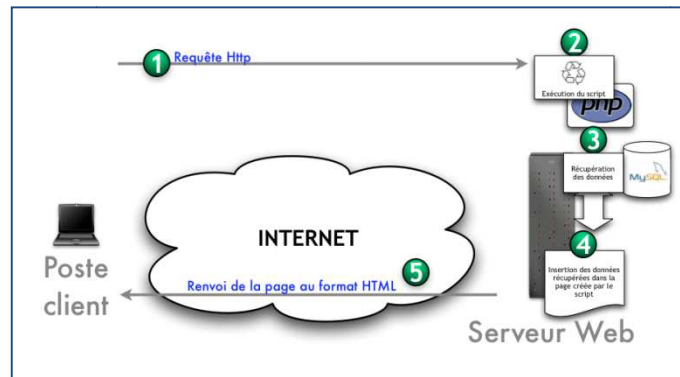 1 Requête Http
2
Exécution du script
php
3
Récupération
des données
MySQL
4
Insertion des données
récupérées dans la
page créée par le
script
INTERNET
5
Renvoi de la page au format HTML
Poste
client
Serveur Web